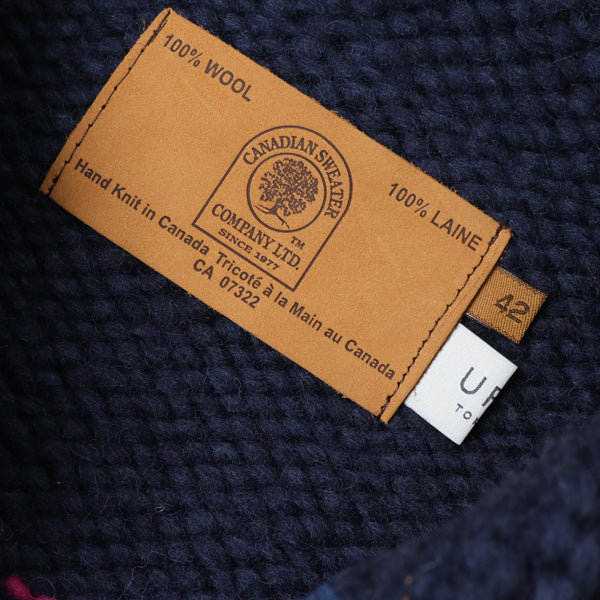 100% WOOL
CANADIAN SWEATER
COMPANY LTD.
TM
SINCE 1977
100% LAINE
Hand Knit in Canada Tricoté à la Main au Canada
CA 07322
42